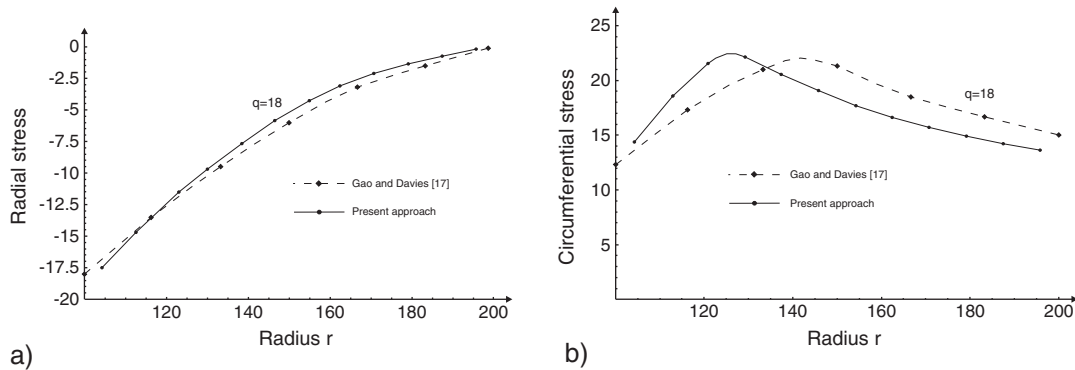 0
-2.5
-5
-7.5
-10
-12.5
-15
-17.5
-20
Radial stress
q=18
Gao and Davies [17]
Present approach
120 140 160 180 200
Radius r
a)
25
20
15
10
5
Circumferential stress
q=18
Gao and Davies [17]
Present approach
120 140 160 180 200
Radius r
b)